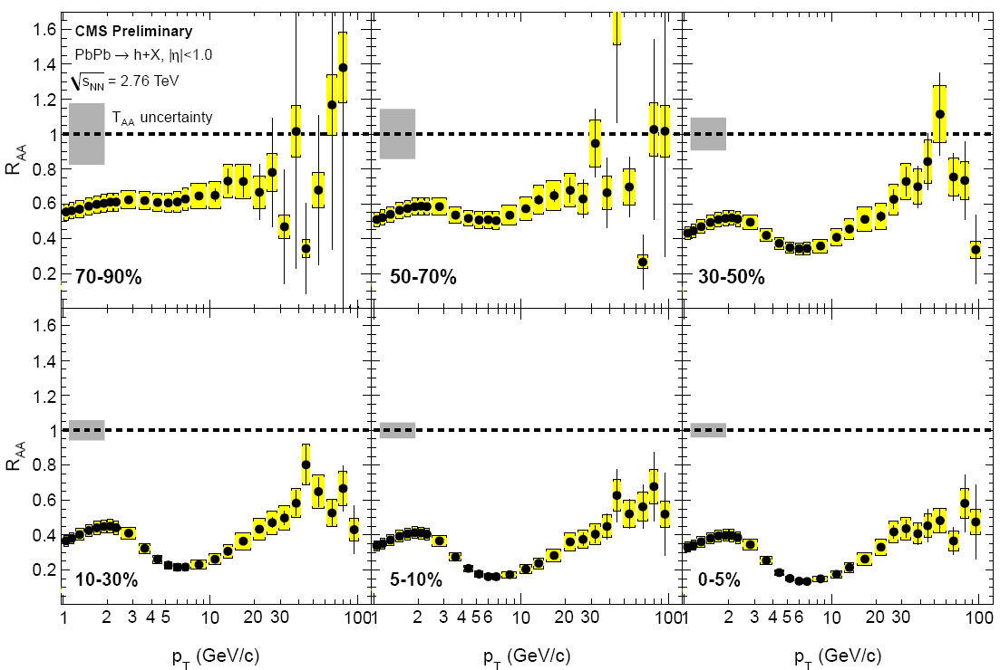 CMS Preliminary
PbPb → h+X, |η|<1.0
√sNN = 2.76 TeV
TAA uncertainty
RAA
1.6
1.4
1.2
1
0.8
0.6
0.4
0.2
70-90%
50-70%
30-50%
RAA
1.6
1.4
1.2
1
0.8
0.6
0.4
0.2
10-30%
5-10%
0-5%
1 2 3 4 5 10 20 30 100
1 2 3 4 5 6 10 20 30 100
1 2 3 4 5 6 10 20 30 100
pT (GeV/c)
pT (GeV/c)
pT (GeV/c)